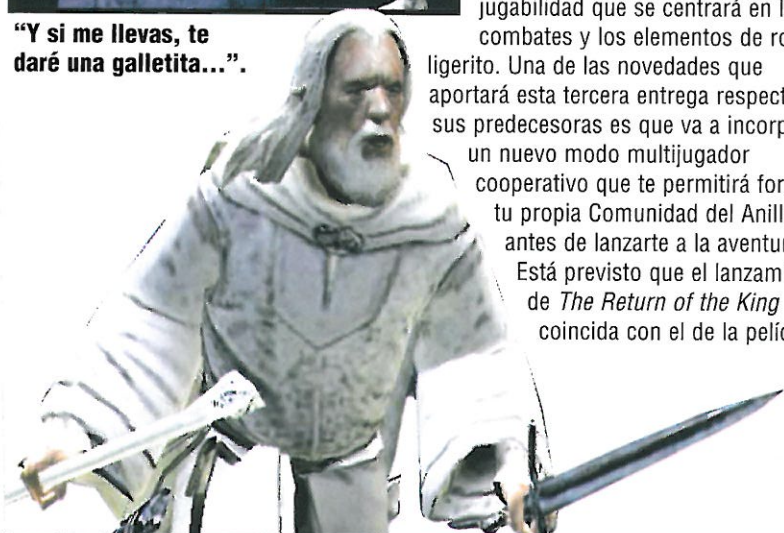 “Y si me llevas, te
daré una galletita...”.
jugabilidad que se centrará en
combates y los elementos de
ligerito. Una de las novedades que
aportará esta tercera entrega
sus predecesoras es que va a
un nuevo modo multijugador
cooperativo que te permitirá
tu propia Comunidad del
antes de lanzarte a la
Está previsto que el
de The Return of the King
coincida con el de la